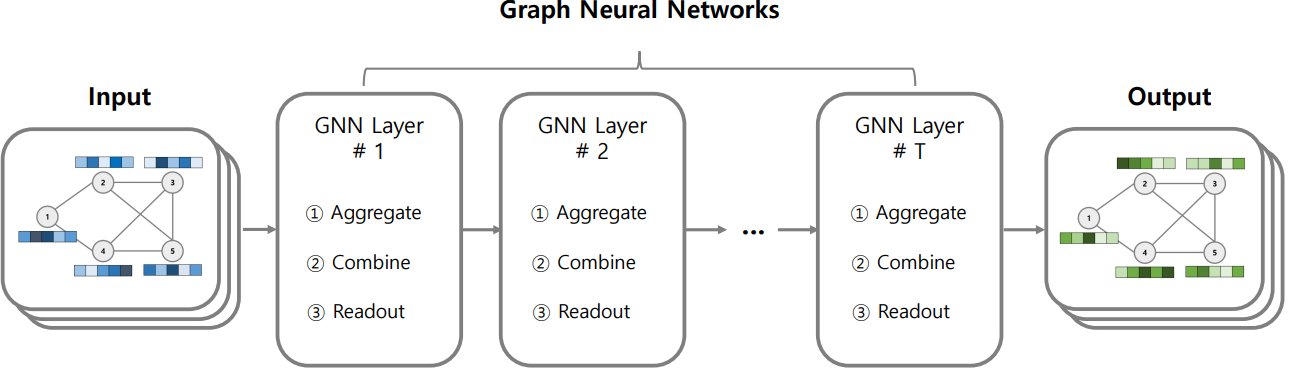 Graph Neural Networks
Input
1
2
3
4
5
GNN Layer
# 1
① Aggregate
② Combine
③ Readout
GNN Layer
# 2
① Aggregate
② Combine
③ Readout
...
GNN Layer
# T
① Aggregate
② Combine
③ Readout
Output
1
2
3
4
5